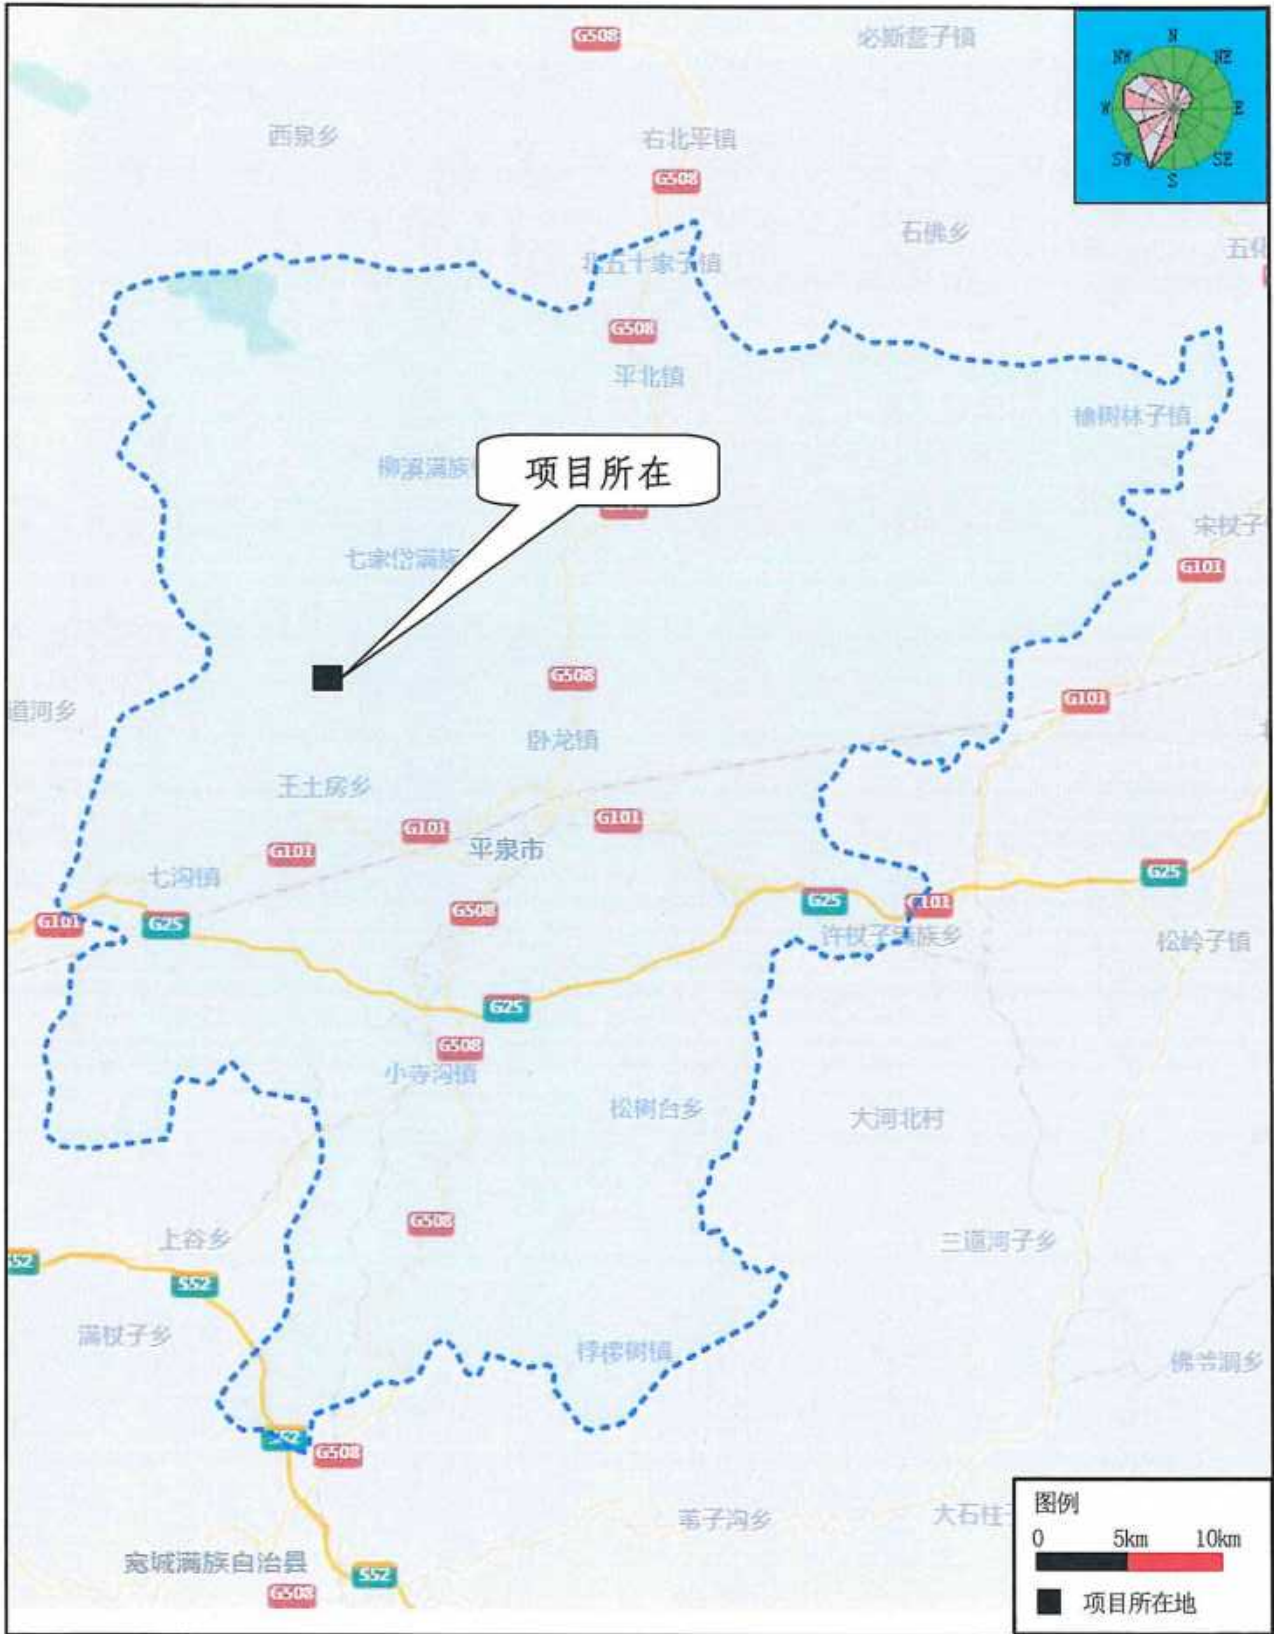 G508
必斯营子镇
N
NW
NE
W
E
SW
SE
S
西泉乡
右北平镇
G508
石佛乡
五化
北五十家子镇
G508
平北镇
榆树林子镇
柳溪满族
项目所在
宋杖子
七家岱满族
G101
G508
道河乡
G101
卧龙镇
王土房乡
G101
G101
平泉市
G101
七沟镇
G25
G25
G101
G508
G101
G25
许杖子满族乡
松岭子镇
G25
G508
小寺沟镇
松树台乡
大河北村
G508
上谷乡
三道河子乡
S52
S52
满杖子乡
桲椤树镇
佛爷洞乡
S52
G508
图例
苇子沟乡
大石柱子
0 5km 10km
宽城满族自治县
S52
G508
项目所在地